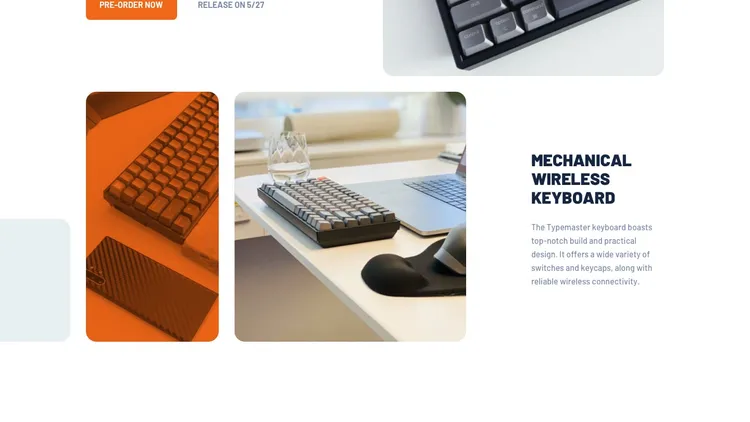 PRE-ORDER NOW
RELEASE ON 5/27
MECHANICAL
WIRELESS
KEYBOARD
The Typemaster keyboard boasts
top-notch build and practical
design. It offers a wide variety of
switches and keycaps, along with
reliable wireless connectivity.